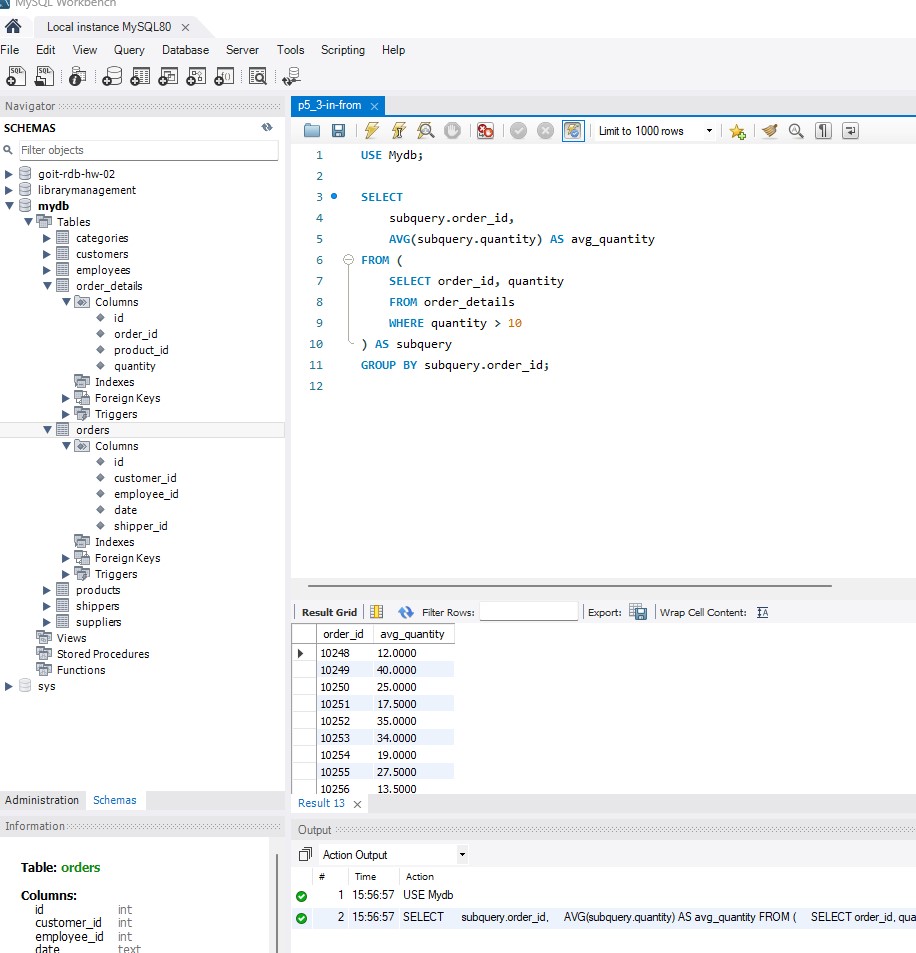 MySQL Workbench
Local instance MySQL80
File Edit View Query Database Server Tools Scripting Help
Navigator
SCHEMAS
Filter objects
goit-rdb-hw-02
librarymanagement
mydb
Tables
categories
customers
employees
order_details
Columns
id
order_id
product_id
quantity
Indexes
Foreign Keys
Triggers
orders
Columns
id
customer_id
employee_id
date
shipper_id
Indexes
Foreign Keys
Triggers
products
shippers
suppliers
Views
Stored Procedures
Functions
sys
Administration Schemas
Information
Table: orders
Columns:
id int
customer_id int
employee_id int
date text
p5_3-in-from
Limit to 1000 rows
1 USE Mydb;
2
3 SELECT
4 subquery.order_id,
5 AVG(subquery.quantity) AS avg_quantity
6 FROM (
7 SELECT order_id, quantity
8 FROM order_details
9 WHERE quantity > 10
10 ) AS subquery
11 GROUP BY subquery.order_id;
12
Result Grid Filter Rows: Export: Wrap Cell Content:
order_id avg_quantity
10248 12.0000
10249 40.0000
10250 25.0000
10251 17.5000
10252 35.0000
10253 34.0000
10254 19.0000
10255 27.5000
10256 13.5000
Result 13
Output
Action Output
# Time Action
1 15:56:57 USE Mydb
2 15:56:57 SELECT subquery.order_id, AVG(subquery.quantity) AS avg_quantity FROM ( SELECT order_id, qua